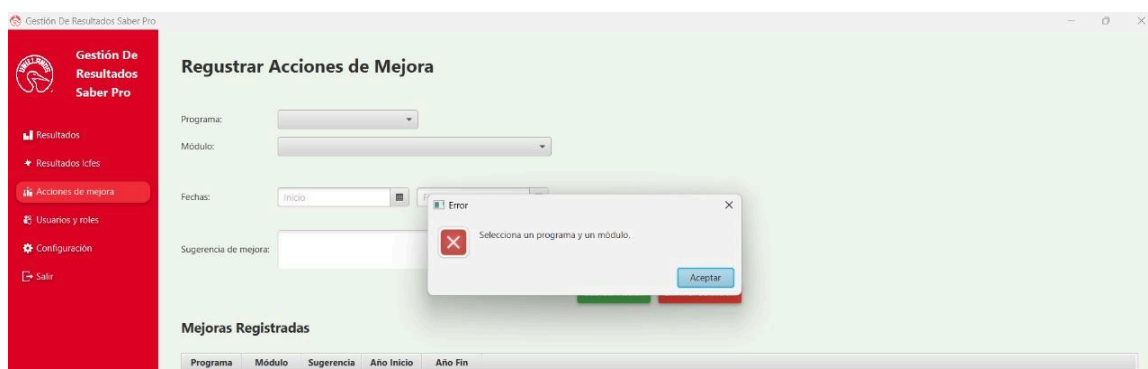 Gestión De Resultados Saber Pro
UNILLANOS
Gestión De
Resultados
Saber Pro
Resultados
Resultados Icfes
Acciones de mejora
Usuarios y roles
Configuración
Salir
Regustrar Acciones de Mejora
Programa:
Módulo:
Fechas:
Inicio
Sugerencia de mejora:
Error
Selecciona un programa y un módulo.
Aceptar
Mejoras Registradas
Programa Módulo Sugerencia Año Inicio Año Fin